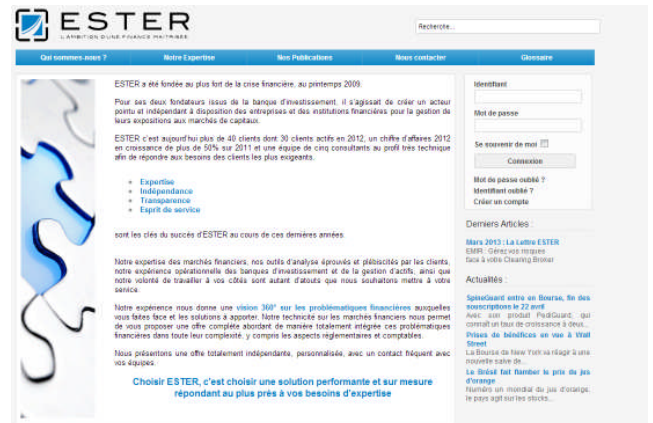 ESTER
L'AMBITION D'UNE FINANCE MAITRISEE
Recherche...
Qui sommes-nous ?
Notre Expertise
Nos Publications
Nous contacter
Glossaire
ESTER a été fondée au plus fort de la crise financière, au printemps 2009.
Pour ses deux fondateurs issus de la banque d'investissement, il s'agissait de créer un acteur
pointu et indépendant à disposition des entreprises et des institutions financières pour la gestion de
leurs expositions aux marchés de capitaux.
ESTER c'est aujourd'hui plus de 40 clients dont 30 clients actifs en 2012, un chiffre d'affaires 2012
en croissance de plus de 50% sur 2011 et une équipe de cinq consultants au profil très technique
afin de répondre aux besoins des clients les plus exigeants.
Expertise
Indépendance
Transparence
Esprit de service
sont les clés du succès d'ESTER au cours de ces dernières années.
Notre expertise des marchés financiers, nos outils d'analyse éprouvés et plébiscités par les clients,
notre expérience opérationnelle des banques d'investissement et de la gestion d'actifs, ainsi que
notre volonté de travailler à vos côtés sont autant d'atouts que nous souhaitons mettre à votre
service.
Notre expérience nous donne une vision 360° sur les problématiques financières auxquelles
vous faites face et les solutions à apporter. Notre technicité sur les marchés financiers nous permet
de vous proposer une offre complète abordant de manière totalement intégrée ces problématiques
financières dans toute leur complexité, y compris les aspects réglementaires et comptables.
Nous présentons une offre totalement indépendante, personnalisée, avec un contact fréquent avec
vos équipes.
Choisir ESTER, c'est choisir une solution performante et sur mesure
répondant au plus près à vos besoins d'expertise
Identifiant
Mot de passe
Se souvenir de moi
Connexion
Mot de passe oublié ?
Identifiant oublié ?
Créer un compte
Derniers Articles :
Mars 2013 : La Lettre ESTER
EMIR : Gérez vos risques
face à votre Clearing Broker
Actualités :
SpineGuard entre en Bourse, fin des
souscriptions le 22 avril
Avec son produit PediGuard, qui
connaît un taux de croissance à deux...
Prises de bénéfices en vue à Wall
Street
La Bourse de New York va réagir à une
nouvelle salve de...
Le Brésil fait flamber le prix du jus
d'orange
Numéro un mondial du jus d'orange,
le pays agit sur les stocks...